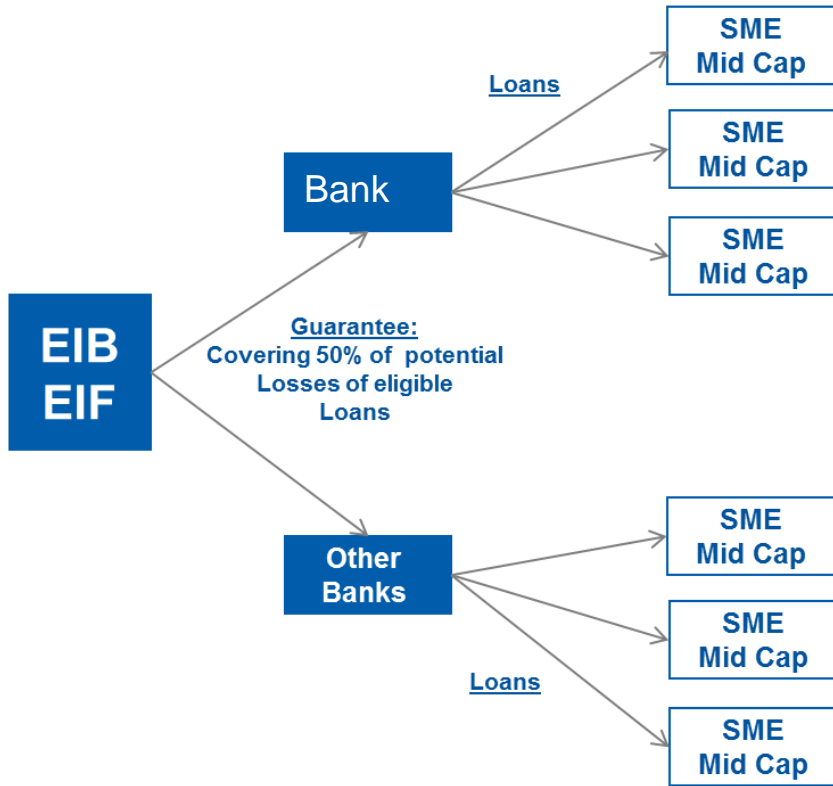 SME
Mid Cap
Loans
SME
Mid Cap
Bank
SME
Mid Cap
EIB
EIF
Guarantee:
Covering 50% of potential
Losses of eligible
Loans
SME
Mid Cap
Other
Banks
SME
Mid Cap
Loans
SME
Mid Cap